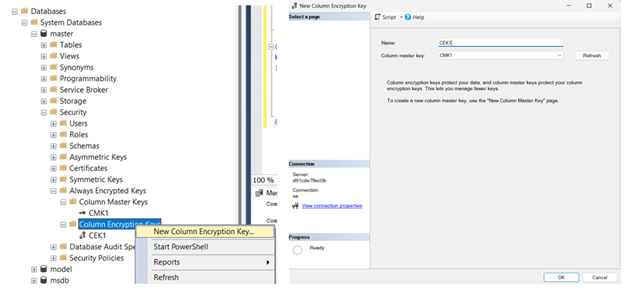 Databases
System Databases
master
Tables
Views
Synonyms
Programmability
Service Broker
Storage
Security
Users
Roles
Schemas
Asymmetric Keys
Certificates
Symmetric Keys
Always Encrypted Keys
Column Master Keys
CMK1
Column Encryption Keys
CEK1
Database Audit Spe
Security Policies
model
msdb
New Column Encryption Key...
Start PowerShell
Reports
Refresh
100 %
Me
Com
Com
New Column Encryption Key
Select a page
Script
Help
Name:
CEK1
Column master key:
CMK1
Refresh
Column encryption keys protect your data, and column master keys protect your column
encryption keys. This lets you manage fewer keys.
To create a new column master key, use the "New Column Master Key" page.
Connection
Server:
d91cde79ec0b
Connection:
sa
View connection properties
Progress
Ready
OK
Cancel